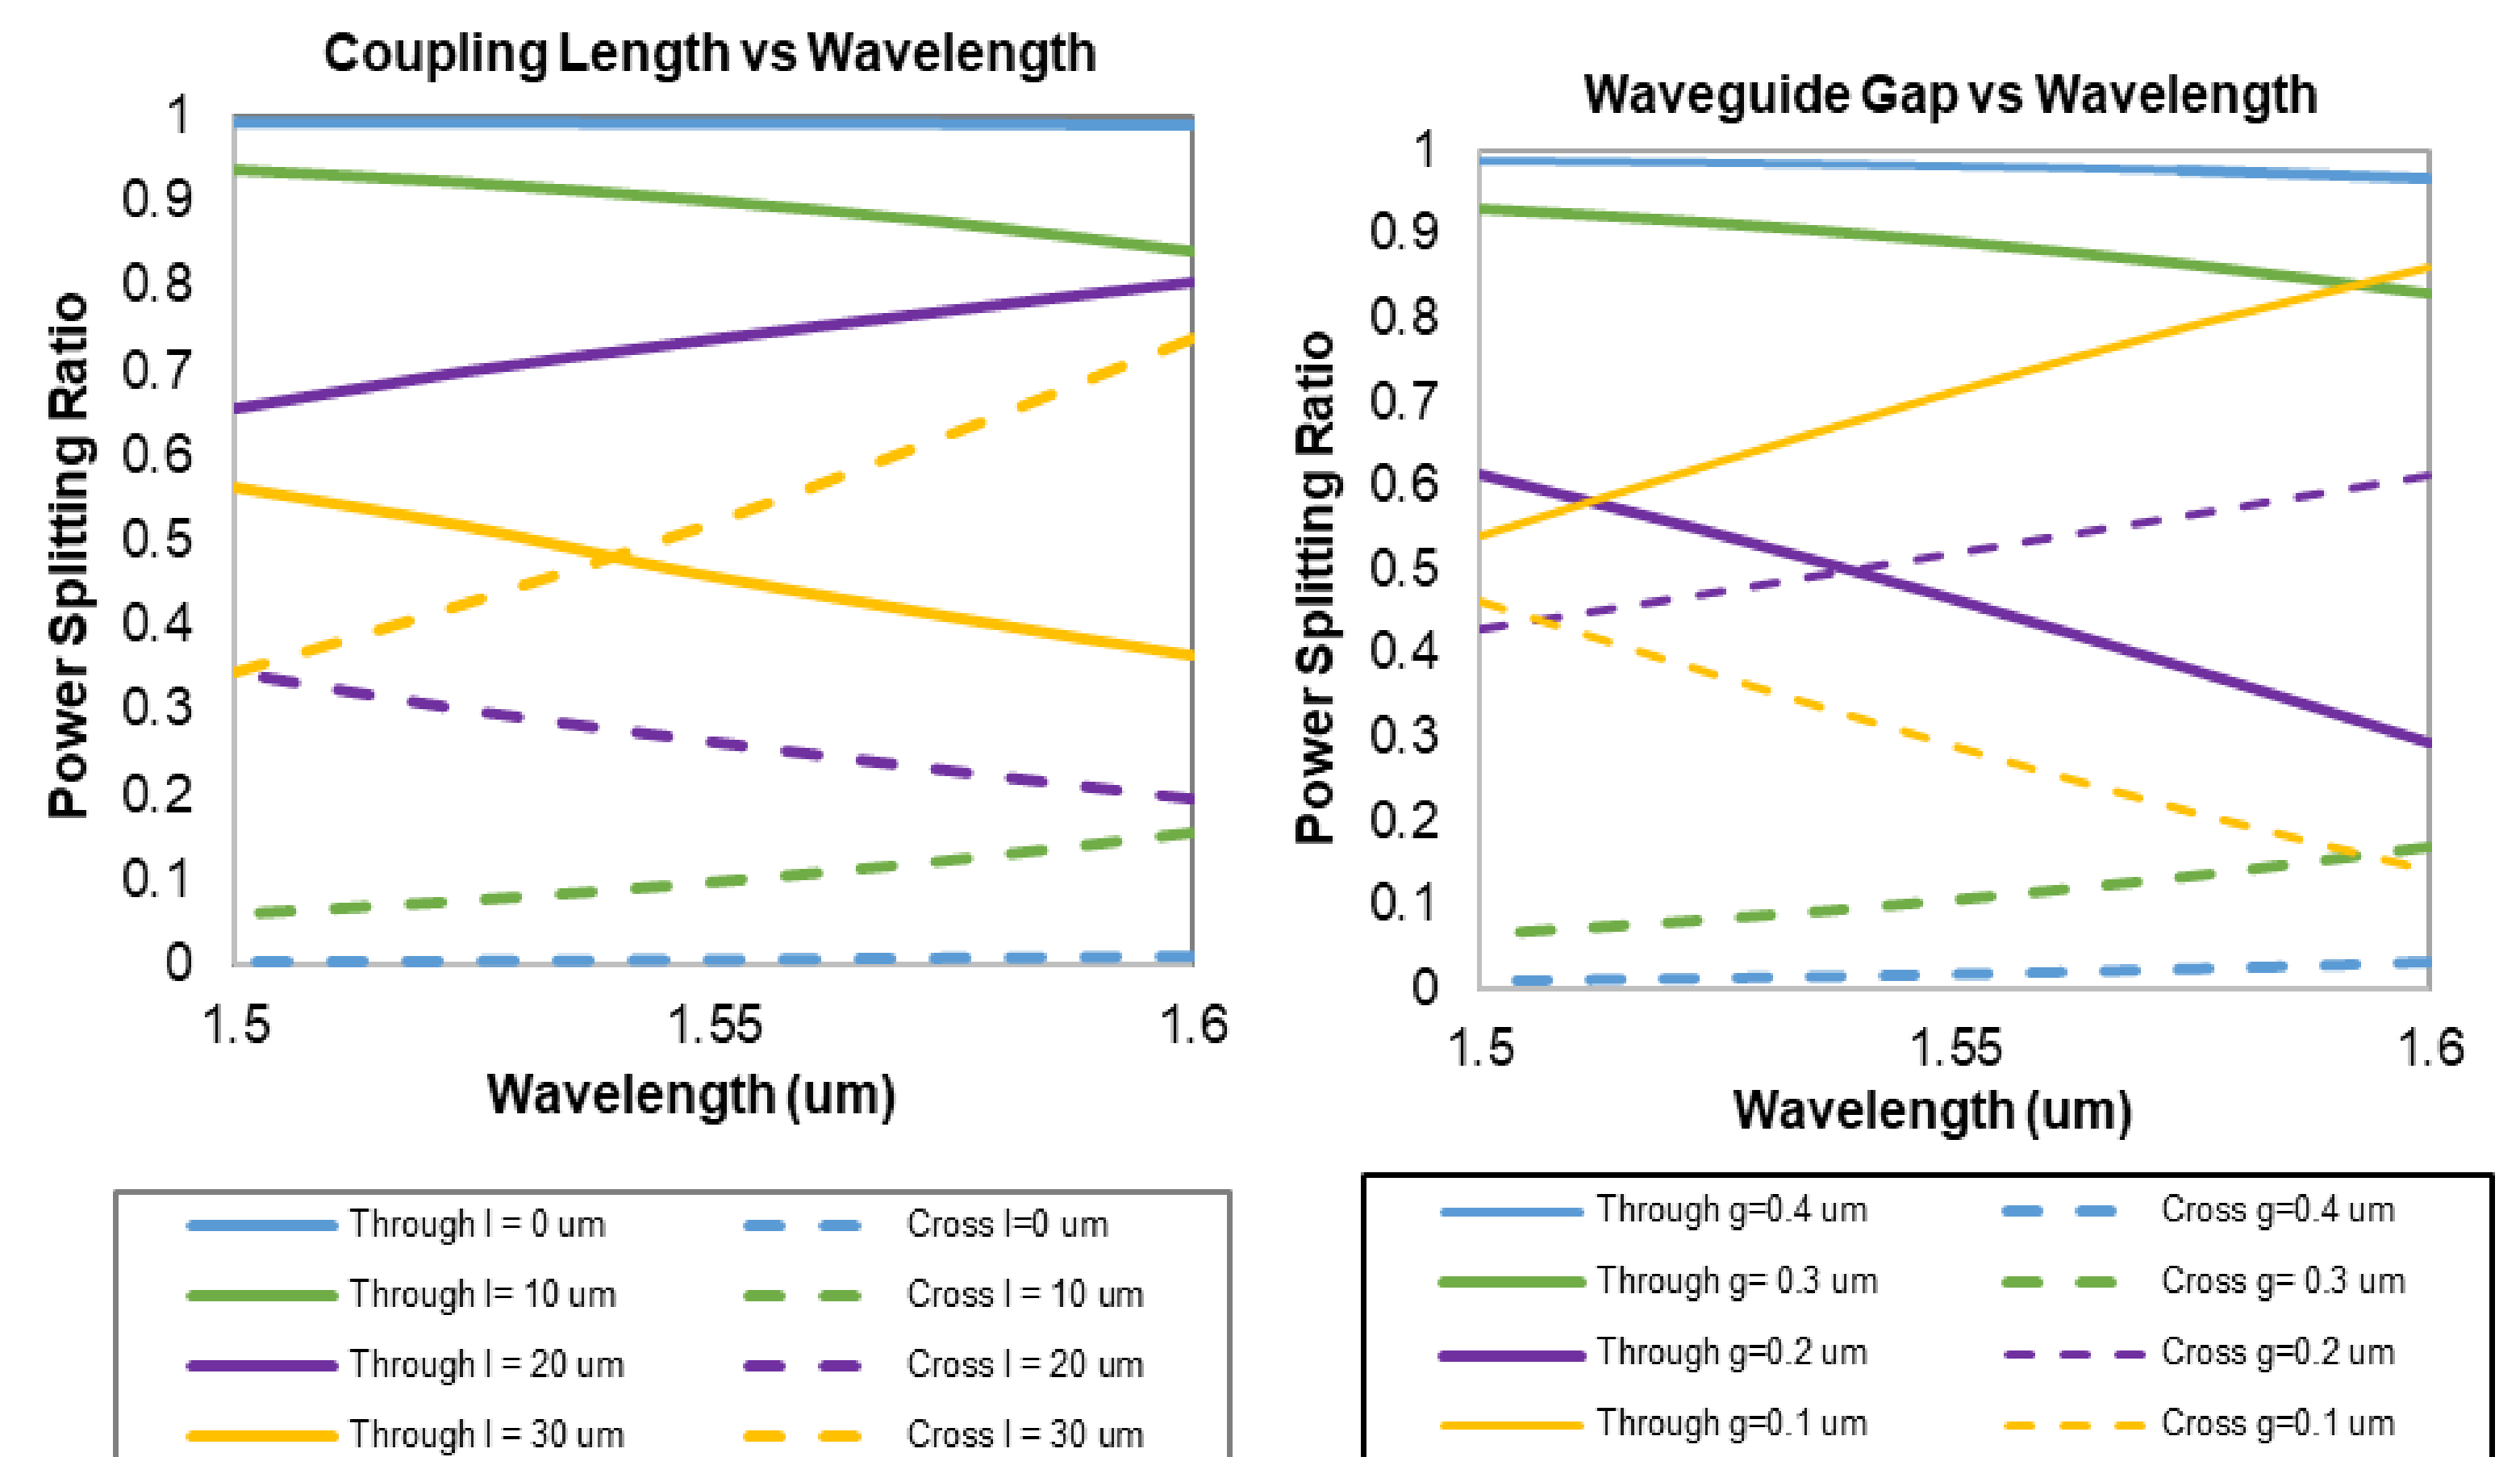 Coupling Length vs Wavelength
Power Splitting Ratio
1
0.9
0.8
0.7
0.6
0.5
0.4
0.3
0.2
0.1
0
1.5 1.55 1.6
Wavelength (um)
Through l = 0 um Cross l=0 um
Through l= 10 um Cross l = 10 um
Through l = 20 um Cross l = 20 um
Through l = 30 um Cross l = 30 um
Waveguide Gap vs Wavelength
Power Splitting Ratio
1
0.9
0.8
0.7
0.6
0.5
0.4
0.3
0.2
0.1
0
1.5 1.55 1.6
Wavelength (um)
Through g=0.4 um Cross g=0.4 um
Through g= 0.3 um Cross g= 0.3 um
Through g=0.2 um Cross g=0.2 um
Through g=0.1 um Cross g=0.1 um